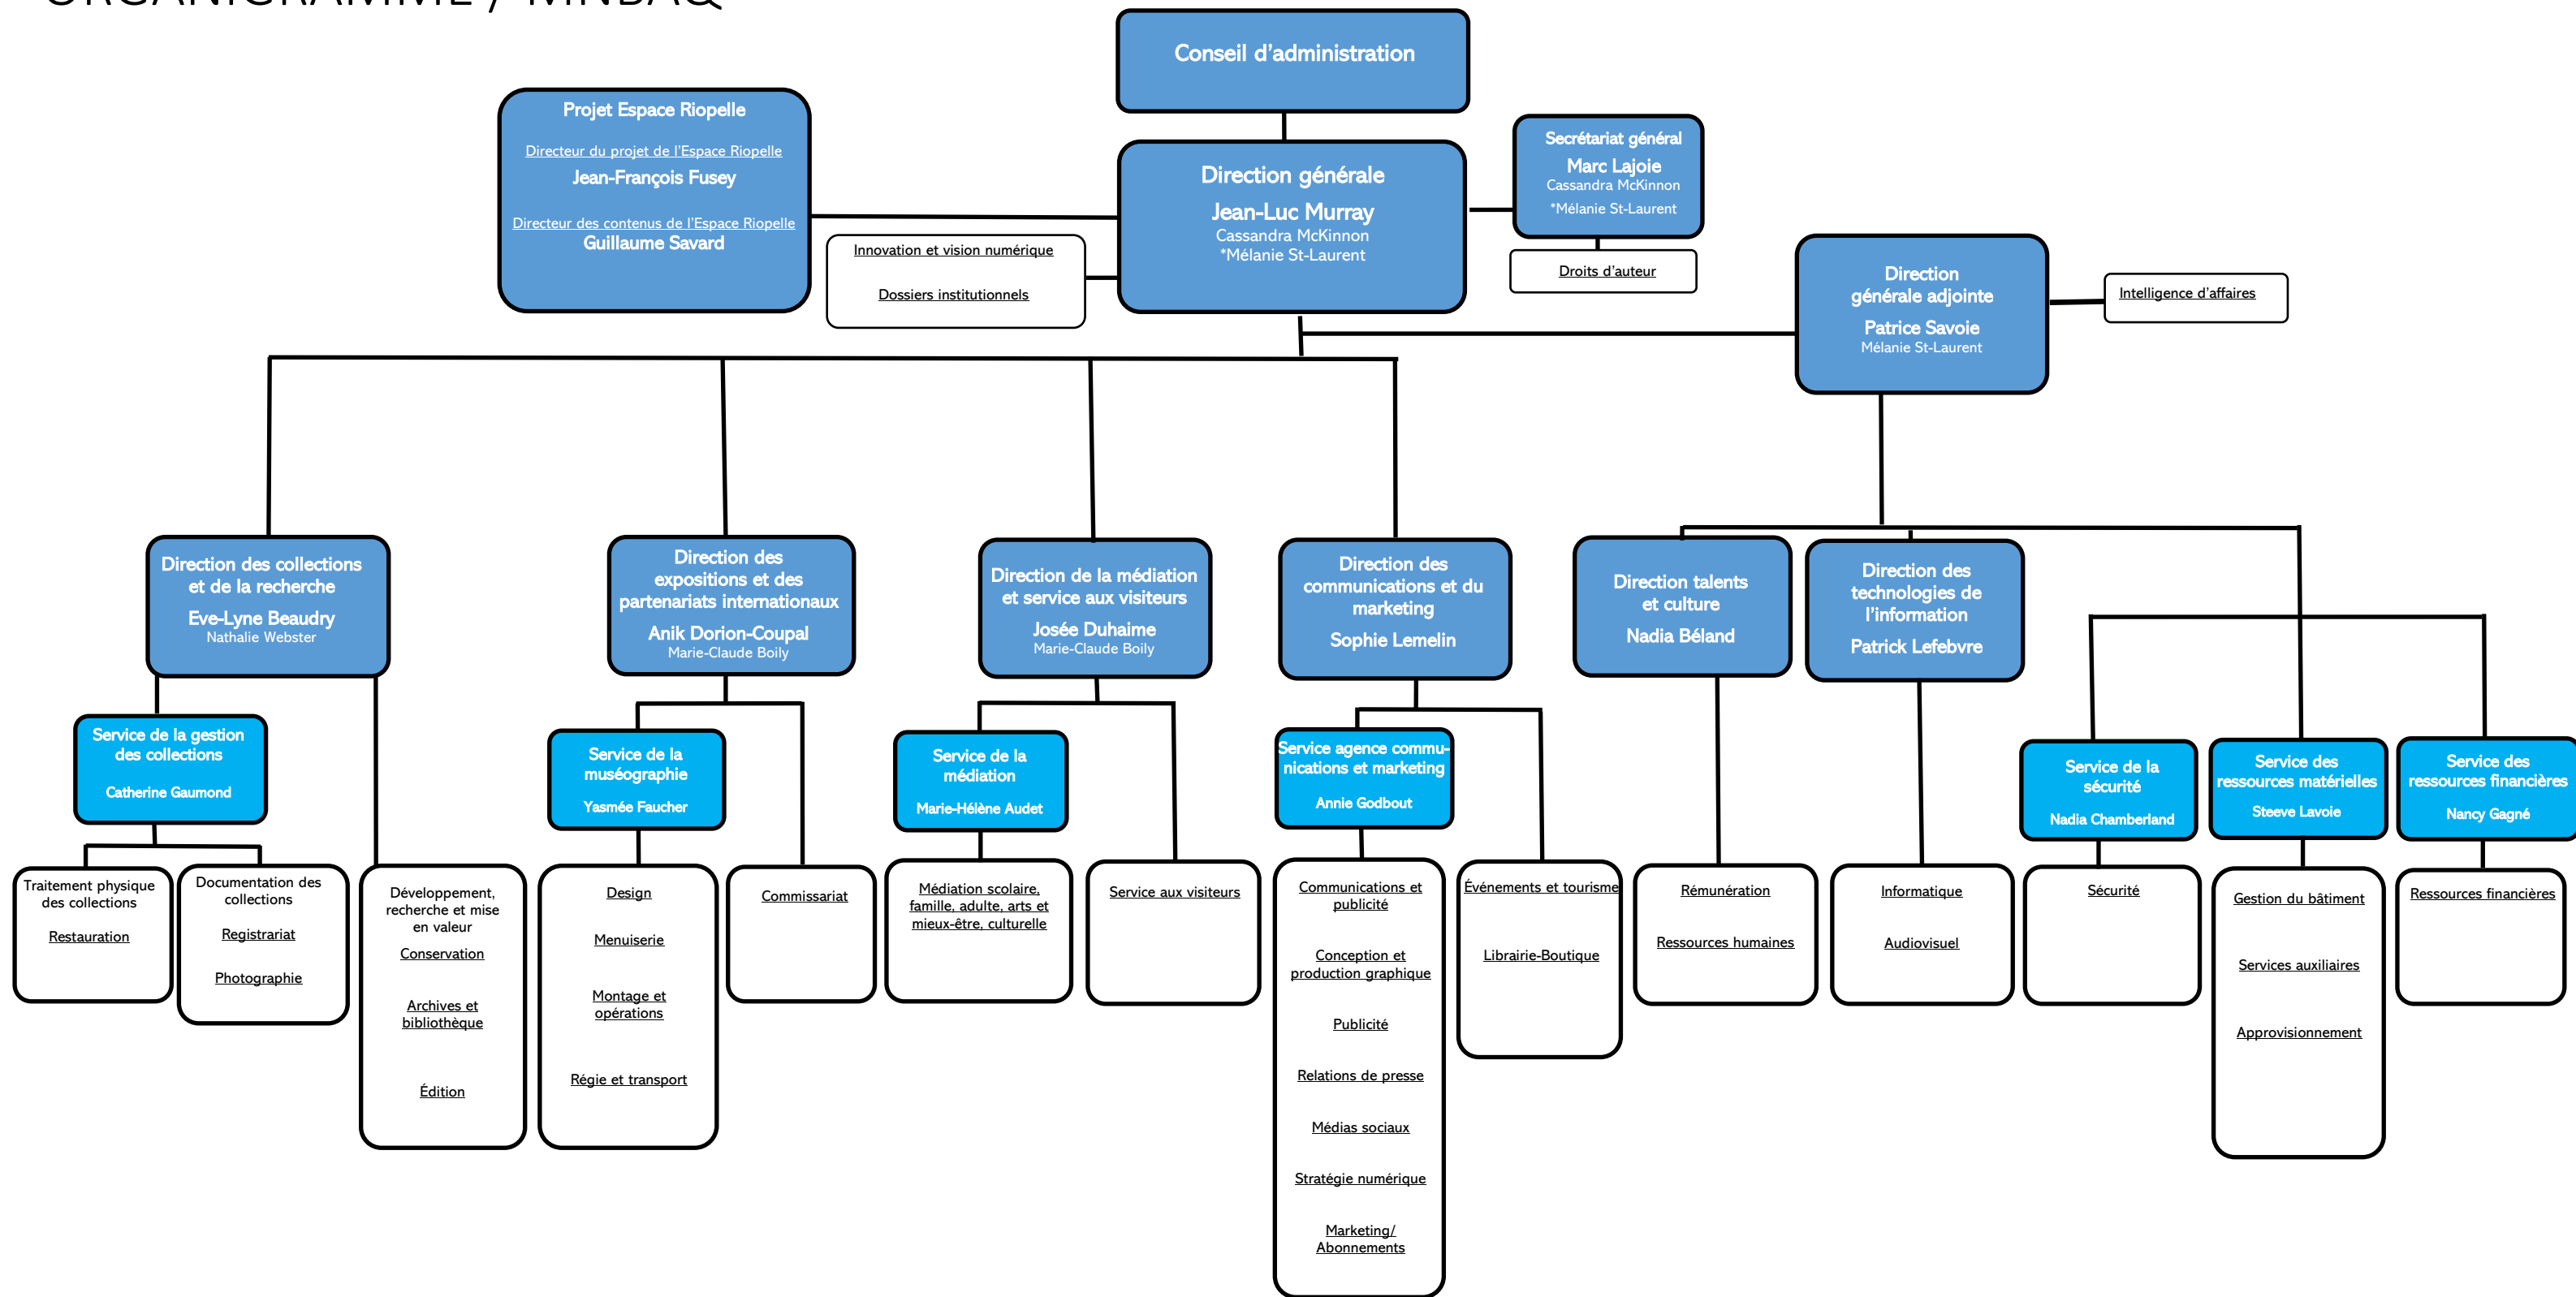 ORGANIGRAMME / MNBAQ
Conseil d’administration
Projet Espace Riopelle
Directeur du projet de l’Espace Riopelle
Jean-François Fusey
Directeur des contenus de l’Espace Riopelle
Guillaume Savard
Direction générale
Jean-Luc Murray
Cassandra McKinnon
*Mélanie St-Laurent
Secrétariat général
Marc Lajoie
Cassandra McKinnon
*Mélanie St-Laurent
Innovation et vision numérique
Dossiers institutionnels
Droits d’auteur
Direction
générale adjointe
Patrice Savoie
Mélanie St-Laurent
Intelligence d’affaires
Direction des collections
et de la recherche
Eve-Lyne Beaudry
Nathalie Webster
Direction des
expositions et des
partenariats internationaux
Anik Dorion-Coupal
Marie-Claude Boily
Direction de la médiation
et service aux visiteurs
Josée Duhaime
Marie-Claude Boily
Direction des
communications et du
marketing
Sophie Lemelin
Direction talents
et culture
Nadia Béland
Direction des
technologies de
l’information
Patrick Lefebvre
Service de la gestion
des collections
Catherine Gaumond
Service de la
muséographie
Yasmée Faucher
Service de la
médiation
Marie-Hélène Audet
Service agence commu-
nications et marketing
Annie Godbout
Service de la
sécurité
Nadia Chamberland
Service des
ressources matérielles
Steeve Lavoie
Service des
ressources financières
Nancy Gagné
Traitement physique
des collections
Restauration
Documentation des
collections
Registrariat
Photographie
Développement,
recherche et mise
en valeur
Conservation
Archives et
bibliothèque
Édition
Design
Menuiserie
Montage et
opérations
Régie et transport
Commissariat
Médiation scolaire,
famille, adulte, arts et
mieux-être, culturelle
Service aux visiteurs
Communications et
publicité
Conception et
production graphique
Publicité
Relations de presse
Médias sociaux
Stratégie numérique
Marketing/
Abonnements
Événements et tourisme
Librairie-Boutique
Rémunération
Ressources humaines
Informatique
Audiovisuel
Sécurité
Gestion du bâtiment
Services auxiliaires
Approvisionnement
Ressources financières